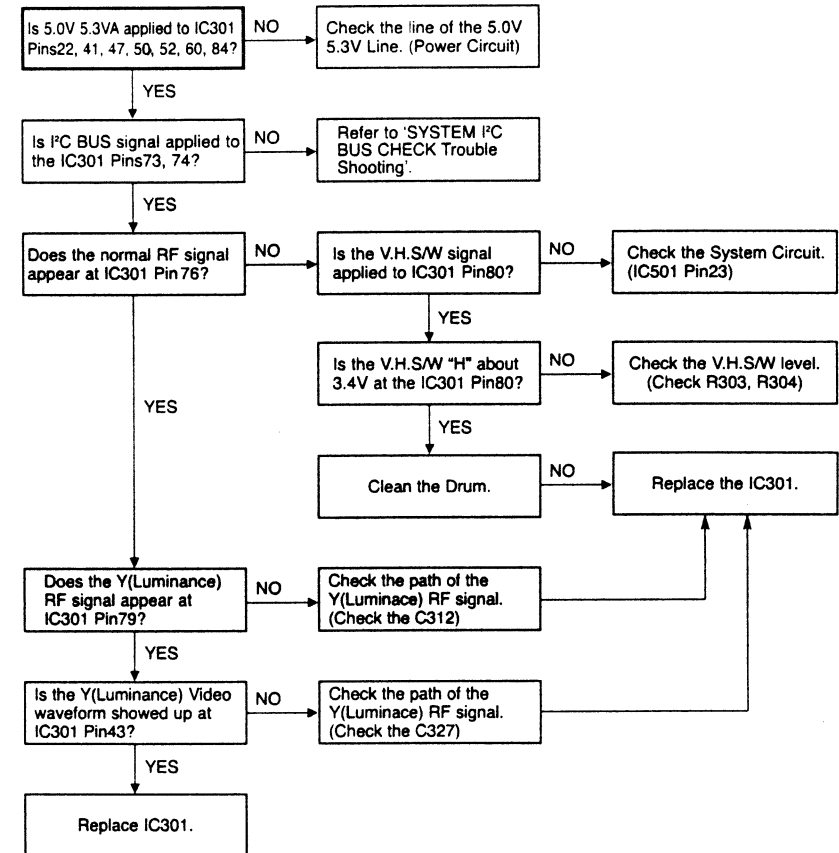 Is 5.0V 5.3VA applied to IC301
Pins22, 41, 47, 50, 52, 60, 84?
NO
Check the line of the 5.0V
5.3V Line. (Power Circuit)
YES
Is I²C BUS signal applied to
the IC301 Pins73, 74?
NO
Refer to 'SYSTEM I²C
BUS CHECK Trouble
Shooting'.
YES
Does the normal RF signal
appear at IC301 Pin 76?
NO
Is the V.H.S/W signal
applied to IC301 Pin80?
NO
Check the System Circuit.
(IC501 Pin23)
YES
Is the V.H.S/W "H" about
3.4V at the IC301 Pin80?
NO
Check the V.H.S/W level.
(Check R303, R304)
YES
YES
Clean the Drum.
NO
Replace the IC301.
Does the Y(Luminance)
RF signal appear at
IC301 Pin79?
NO
Check the path of the
Y(Luminace) RF signal.
(Check the C312)
YES
Is the Y(Luminance) Video
waveform showed up at
IC301 Pin43?
NO
Check the path of the
Y(Luminace) RF signal.
(Check the C327)
YES
Replace IC301.